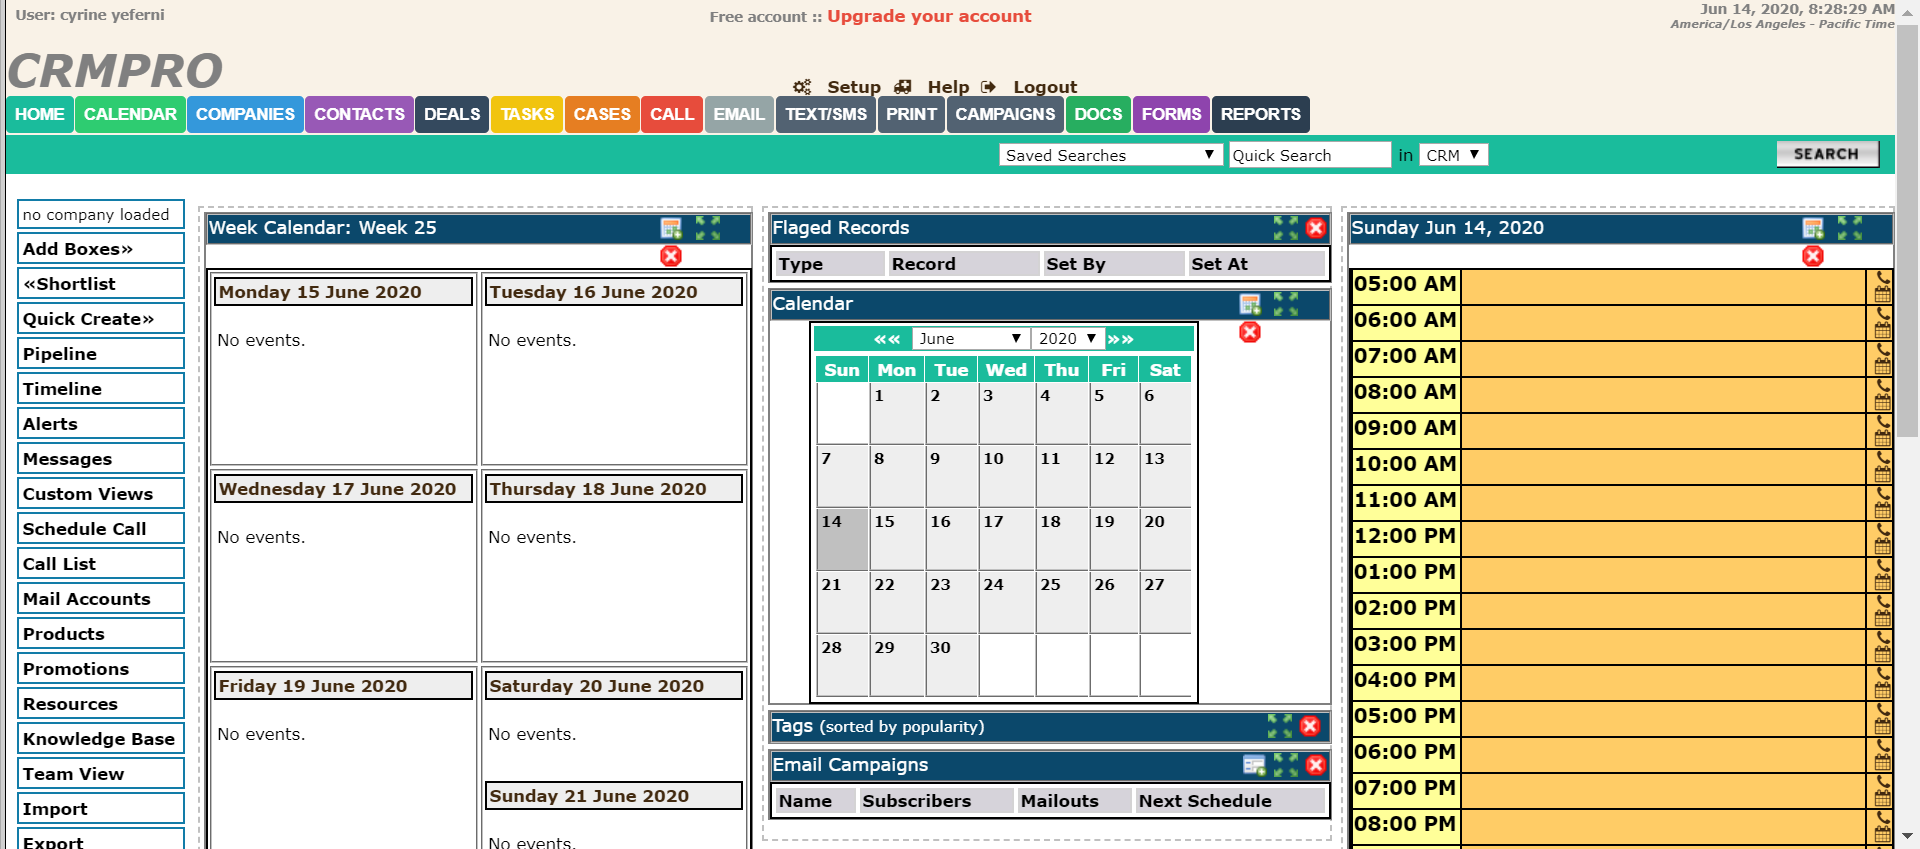 User: cyrine yeferni
Free account :: Upgrade your account
Jun 14, 2020, 8:28:29 AM
America/Los Angeles - Pacific Time
CRMPRO
Setup Help Logout
HOME CALENDAR COMPANIES CONTACTS DEALS TASKS CASES CALL EMAIL TEXT/SMS PRINT CAMPAIGNS DOCS FORMS REPORTS
Saved Searches Quick Search in CRM SEARCH
no company loaded
Add Boxes»
«Shortlist
Quick Create»
Pipeline
Timeline
Alerts
Messages
Custom Views
Schedule Call
Call List
Mail Accounts
Products
Promotions
Resources
Knowledge Base
Team View
Import
Export
Week Calendar: Week 25
Monday 15 June 2020
No events.
Tuesday 16 June 2020
No events.
Wednesday 17 June 2020
No events.
Thursday 18 June 2020
No events.
Friday 19 June 2020
No events.
Saturday 20 June 2020
No events.
Sunday 21 June 2020
No events.
Flaged Records
Type Record Set By Set At
Calendar
«« June 2020 »»
Sun Mon Tue Wed Thu Fri Sat
1 2 3 4 5 6
7 8 9 10 11 12 13
14 15 16 17 18 19 20
21 22 23 24 25 26 27
28 29 30
Tags (sorted by popularity)
Email Campaigns
Name Subscribers Mailouts Next Schedule
Sunday Jun 14, 2020
05:00 AM
06:00 AM
07:00 AM
08:00 AM
09:00 AM
10:00 AM
11:00 AM
12:00 PM
01:00 PM
02:00 PM
03:00 PM
04:00 PM
05:00 PM
06:00 PM
07:00 PM
08:00 PM